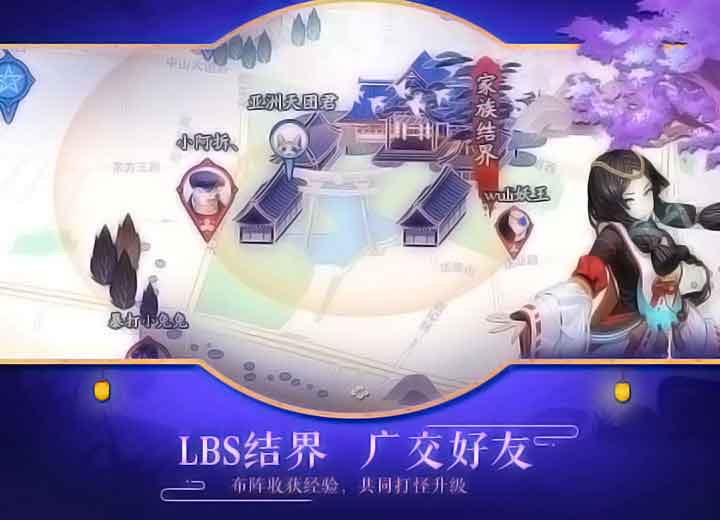 亚洲天团君
小阿折、
家族结界
wuli妖王
暴打小兔兔
LBS结界 广交好友
布阵收获经验，共同打怪升级